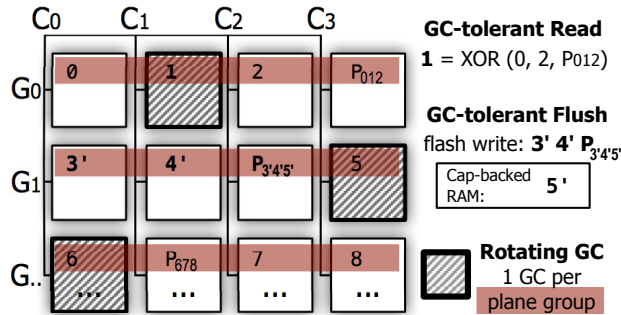 C0 C1 C2 C3
G0 0 1 2 P012
G1 3' 4' P3'4'5' 5
G.. 6 P678 7 8
... ... ... ...
GC-tolerant Read
1 = XOR (0, 2, P012)
GC-tolerant Flush
flash write: 3' 4' P3'4'5'
Cap-backed
RAM: 5'
Rotating GC
1 GC per
plane group